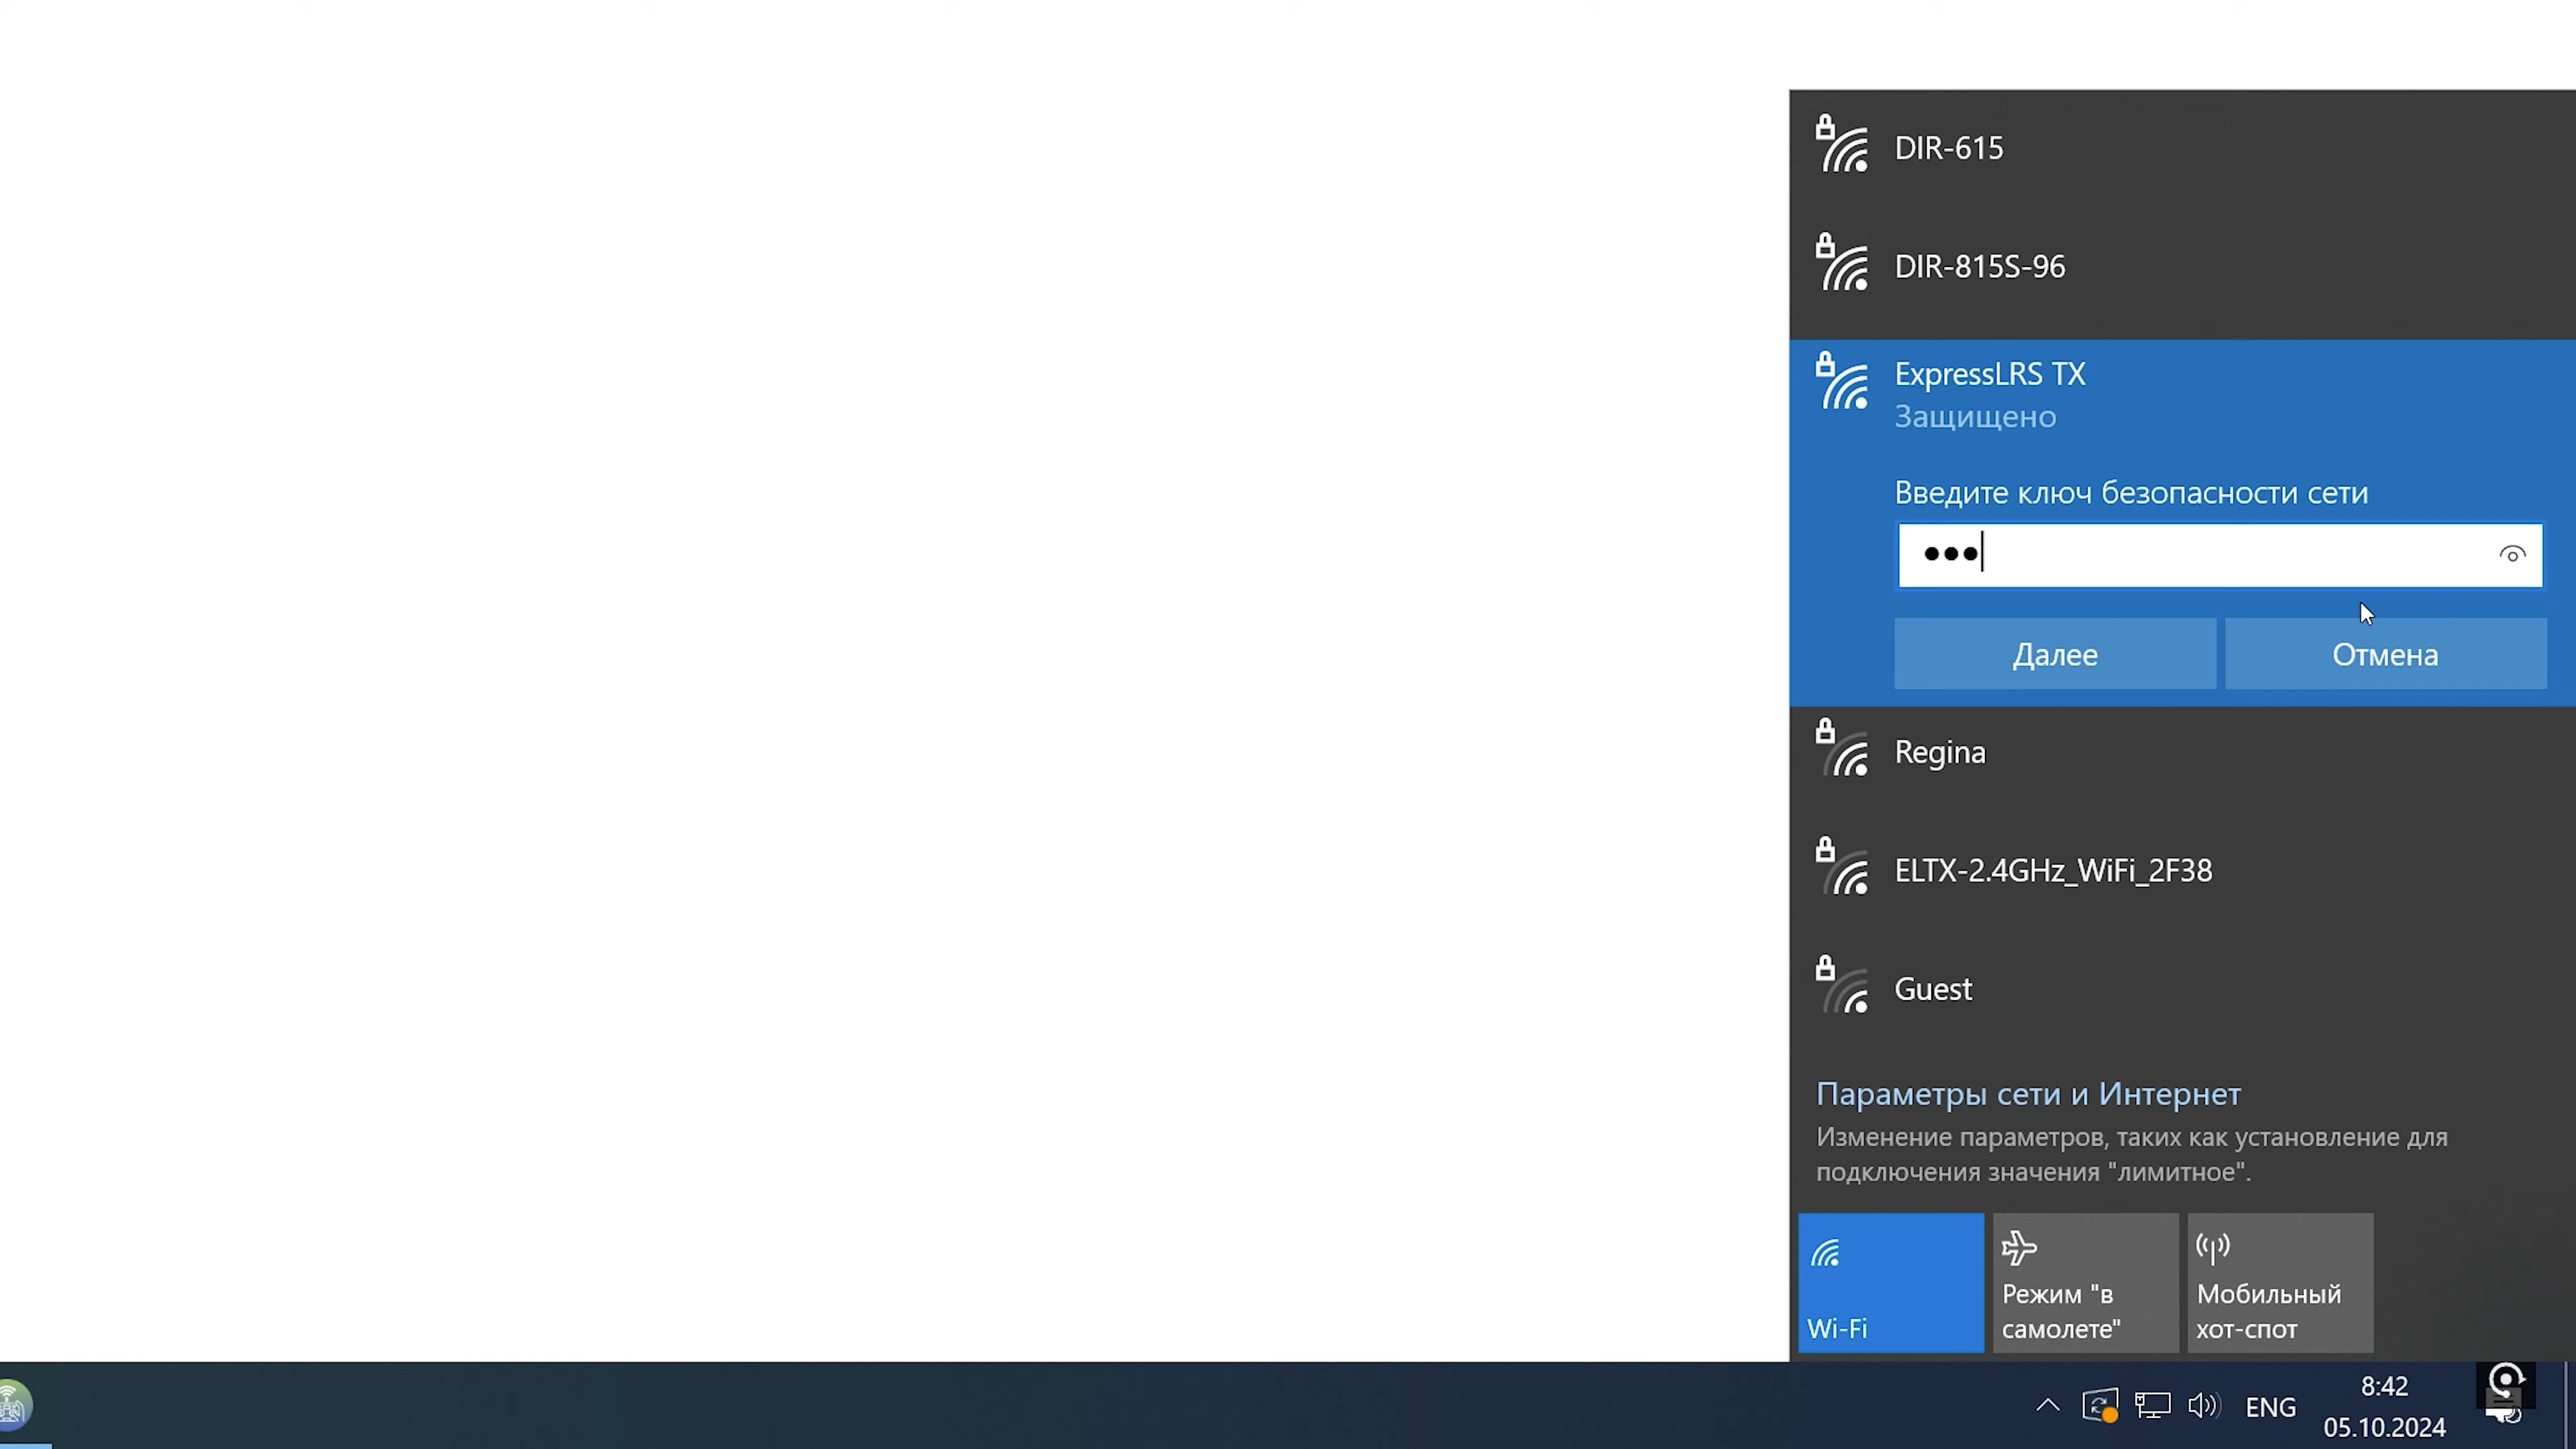 DIR-615
DIR-815S-96
ExpressLRS TX
Защищено
Введите ключ безопасности сети
•••
Далее
Отмена
Regina
ELTX-2.4GHz_WiFi_2F38
Guest
Параметры сети и Интернет
Изменение параметров, таких как установление для
подключения значения "лимитное".
Wi-Fi
Режим "в
самолете"
Мобильный
хот-спот
ENG
8:42
05.10.2024